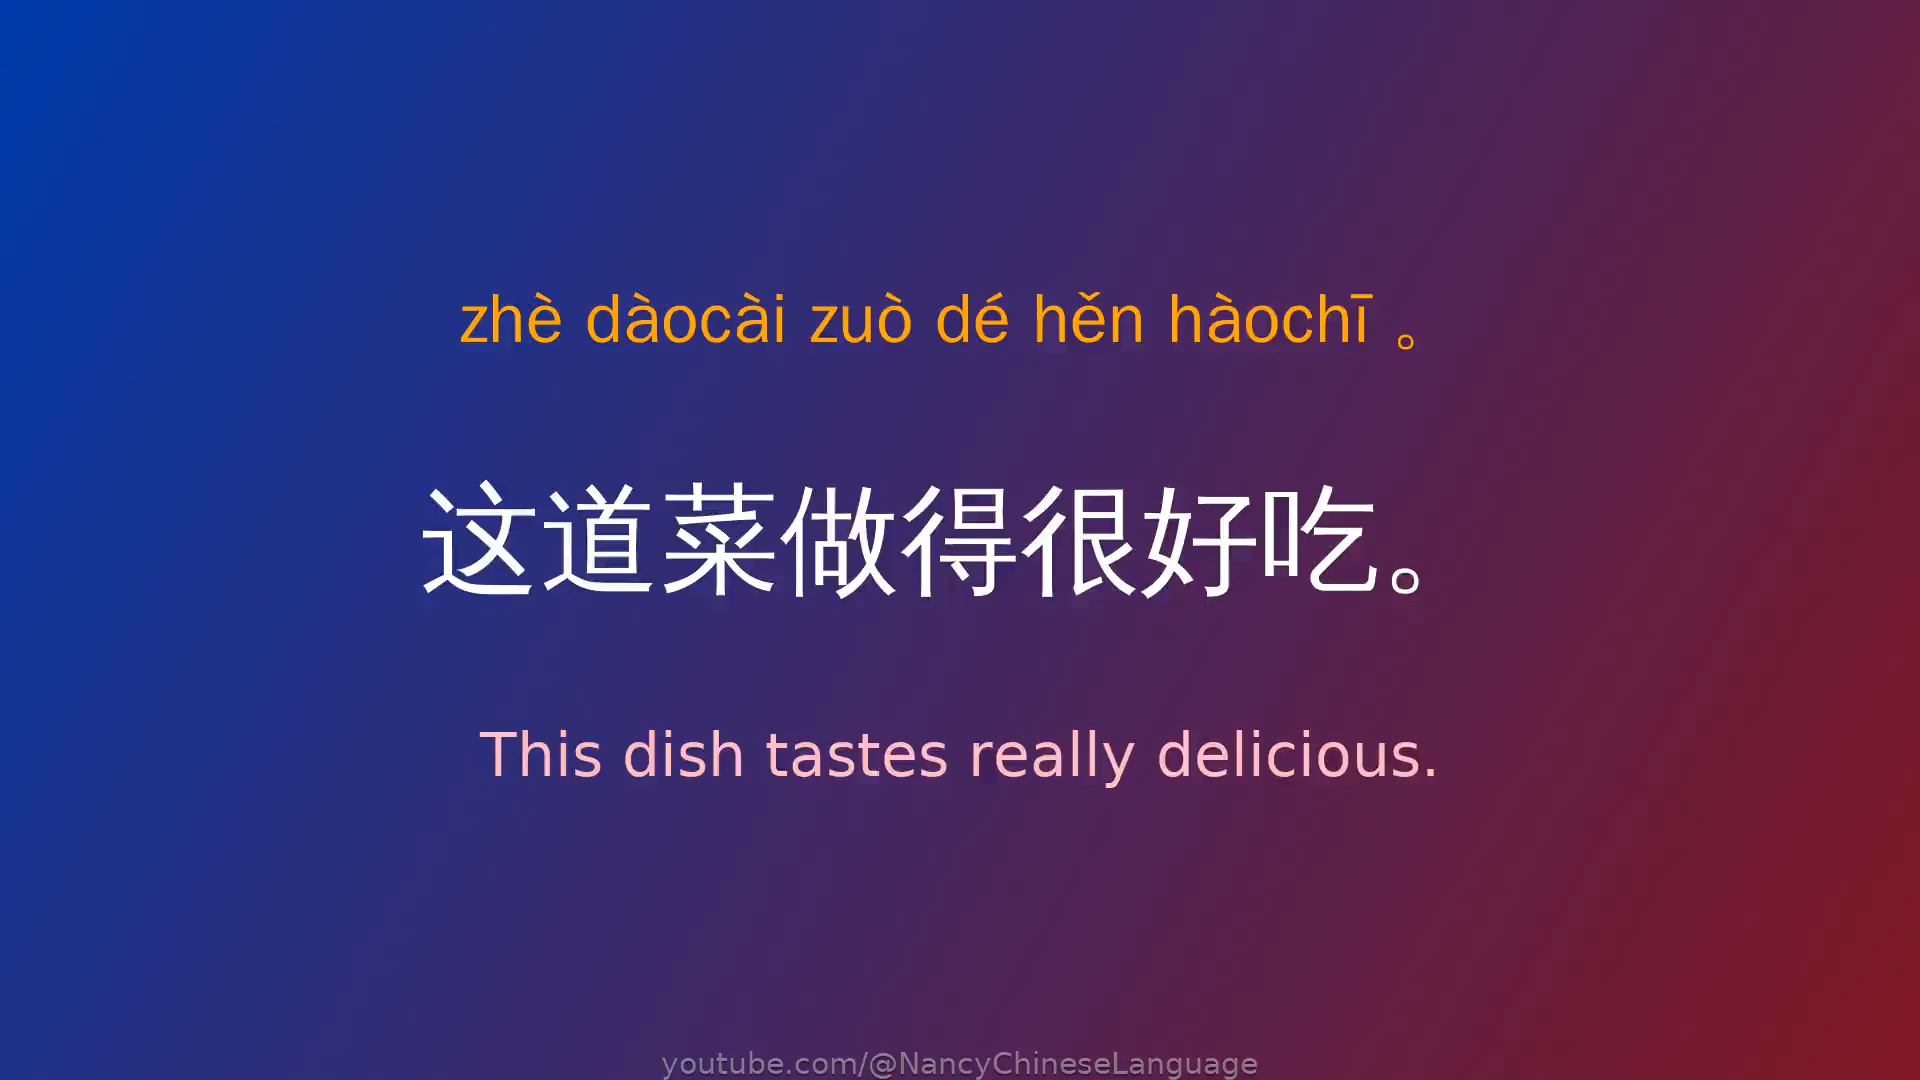 zhè dàocài zuò dé hěn hàochī 。
这道菜做得很好吃。
This dish tastes really delicious.
youtube.com/@NancyChineseLanguage